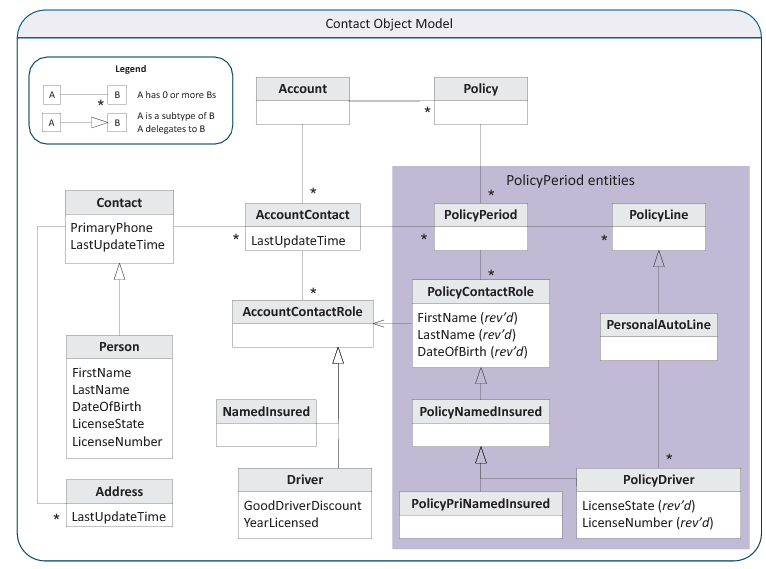 Contact Object Model
Legend
A B A has 0 or more Bs
*
A B A is a subtype of B
A delegates to B
Account
Policy
*
PolicyPeriod entities
*
*
Contact
PrimaryPhone
LastUpdateTime
*
AccountContact
LastUpdateTime
*
PolicyPeriod
*
PolicyLine
*
*
AccountContactRole
PolicyContactRole
FirstName (rev'd)
LastName (rev'd)
DateOfBirth (rev'd)
PersonalAutoLine
Person
FirstName
LastName
DateOfBirth
LicenseState
LicenseNumber
NamedInsured
PolicyNamedInsured
*
Address
LastUpdateTime
*
Driver
GoodDriverDiscount
YearLicensed
PolicyPriNamedInsured
PolicyDriver
LicenseState (rev'd)
LicenseNumber (rev'd)